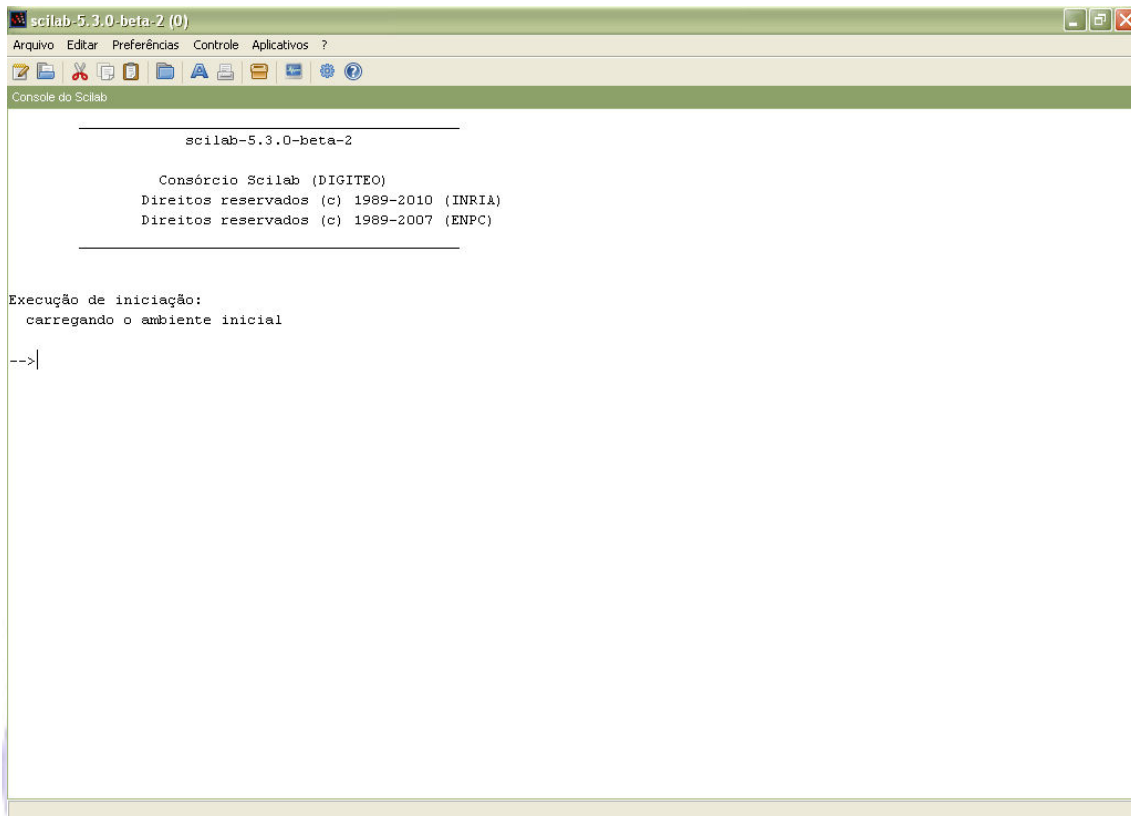 scilab-5.3.0-beta-2 (0)
Arquivo Editar Preferências Controle Aplicativos ?
Console do Scilab
scilab-5.3.0-beta-2
Consórcio Scilab (DIGITEO)
Direitos reservados (c) 1989-2010 (INRIA)
Direitos reservados (c) 1989-2007 (ENPC)
Execução de iniciação:
carregando o ambiente inicial
-->